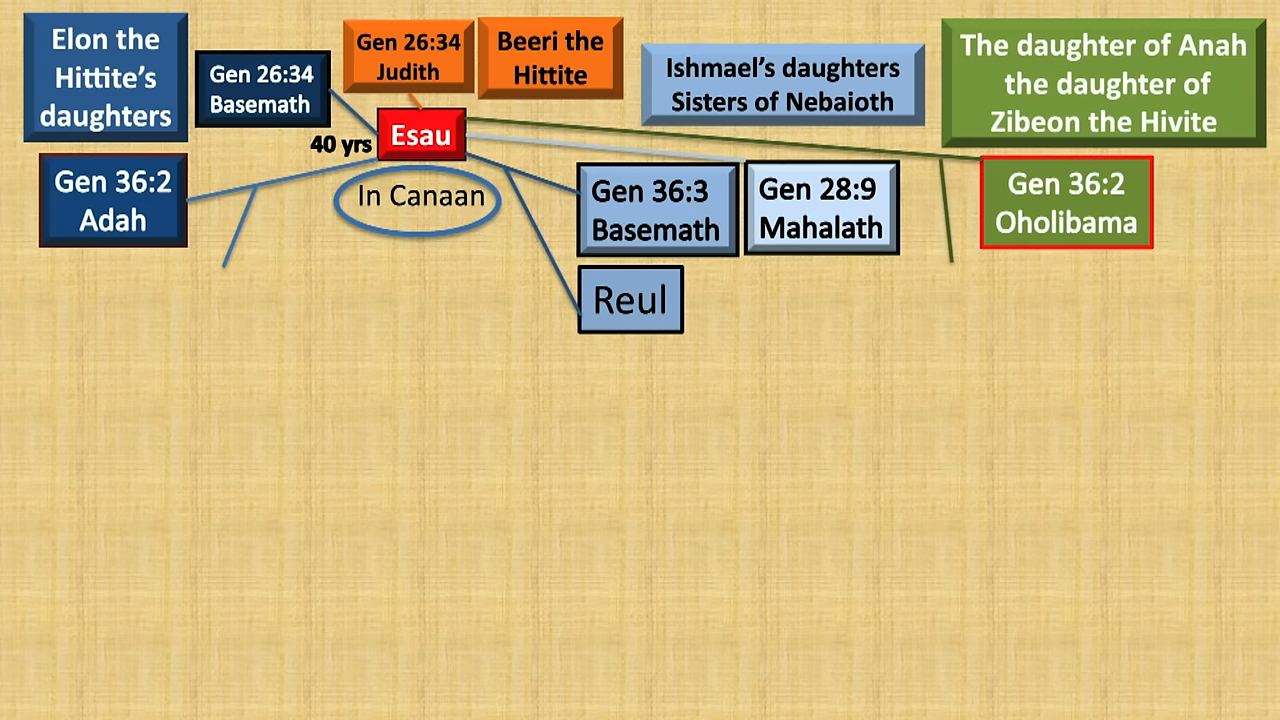 Elon the
Hittite's
daughters
Gen 26:34
Basemath
Gen 26:34
Judith
Beeri the
Hittite
Ishmael's daughters
Sisters of Nebaioth
The daughter of Anah
the daughter of
Zibeon the Hivite
40 yrs
Esau
Gen 36:2
Adah
In Canaan
Gen 36:3
Basemath
Gen 28:9
Mahalath
Gen 36:2
Oholibama
Reul